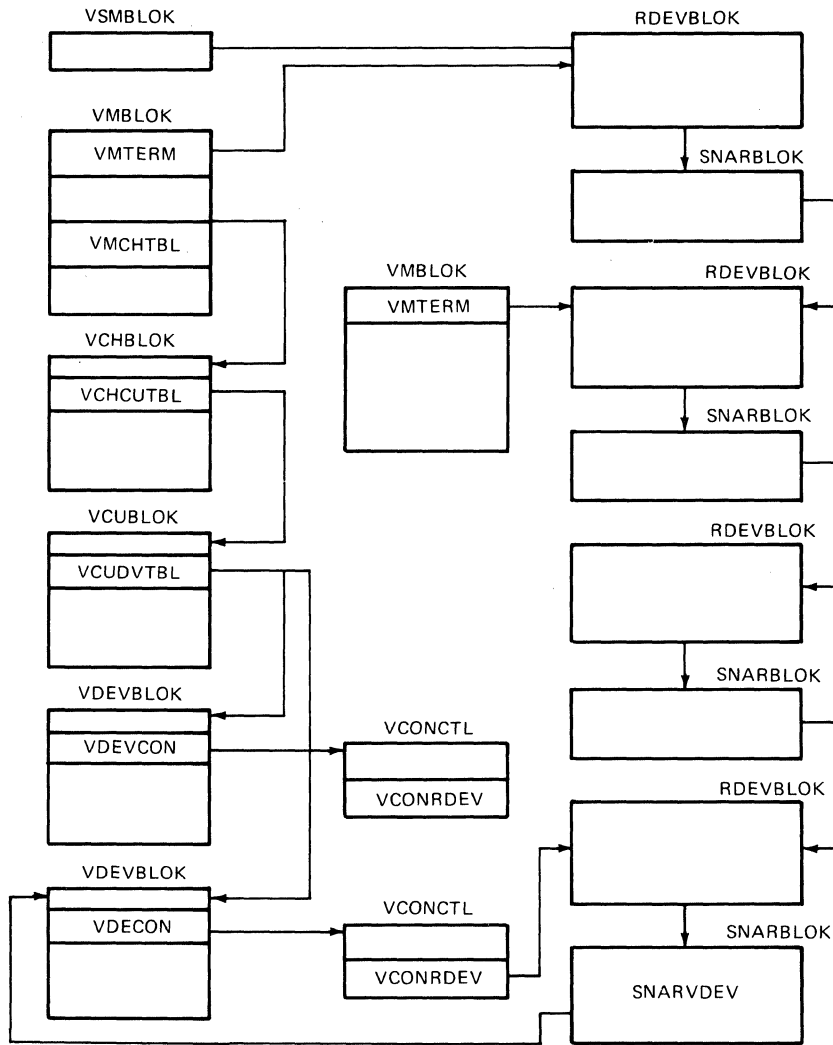 VSMBLOK
RDEVBLOK
VMBLOK
VMTERM
SNARBLOK
VMCHTBL
VMBLOK
RDEVBLOK
VMTERM
VCHBLOK
VCHCUTBL
SNARBLOK
VCUBLOK
RDEVBLOK
VCUDVTBL
SNARBLOK
VDEVBLOK
VCONCTL
VDEVCON
RDEVBLOK
VCONRDEV
VDEVBLOK
VCONCTL
VDECON
SNARBLOK
VCONRDEV
SNARVDEV